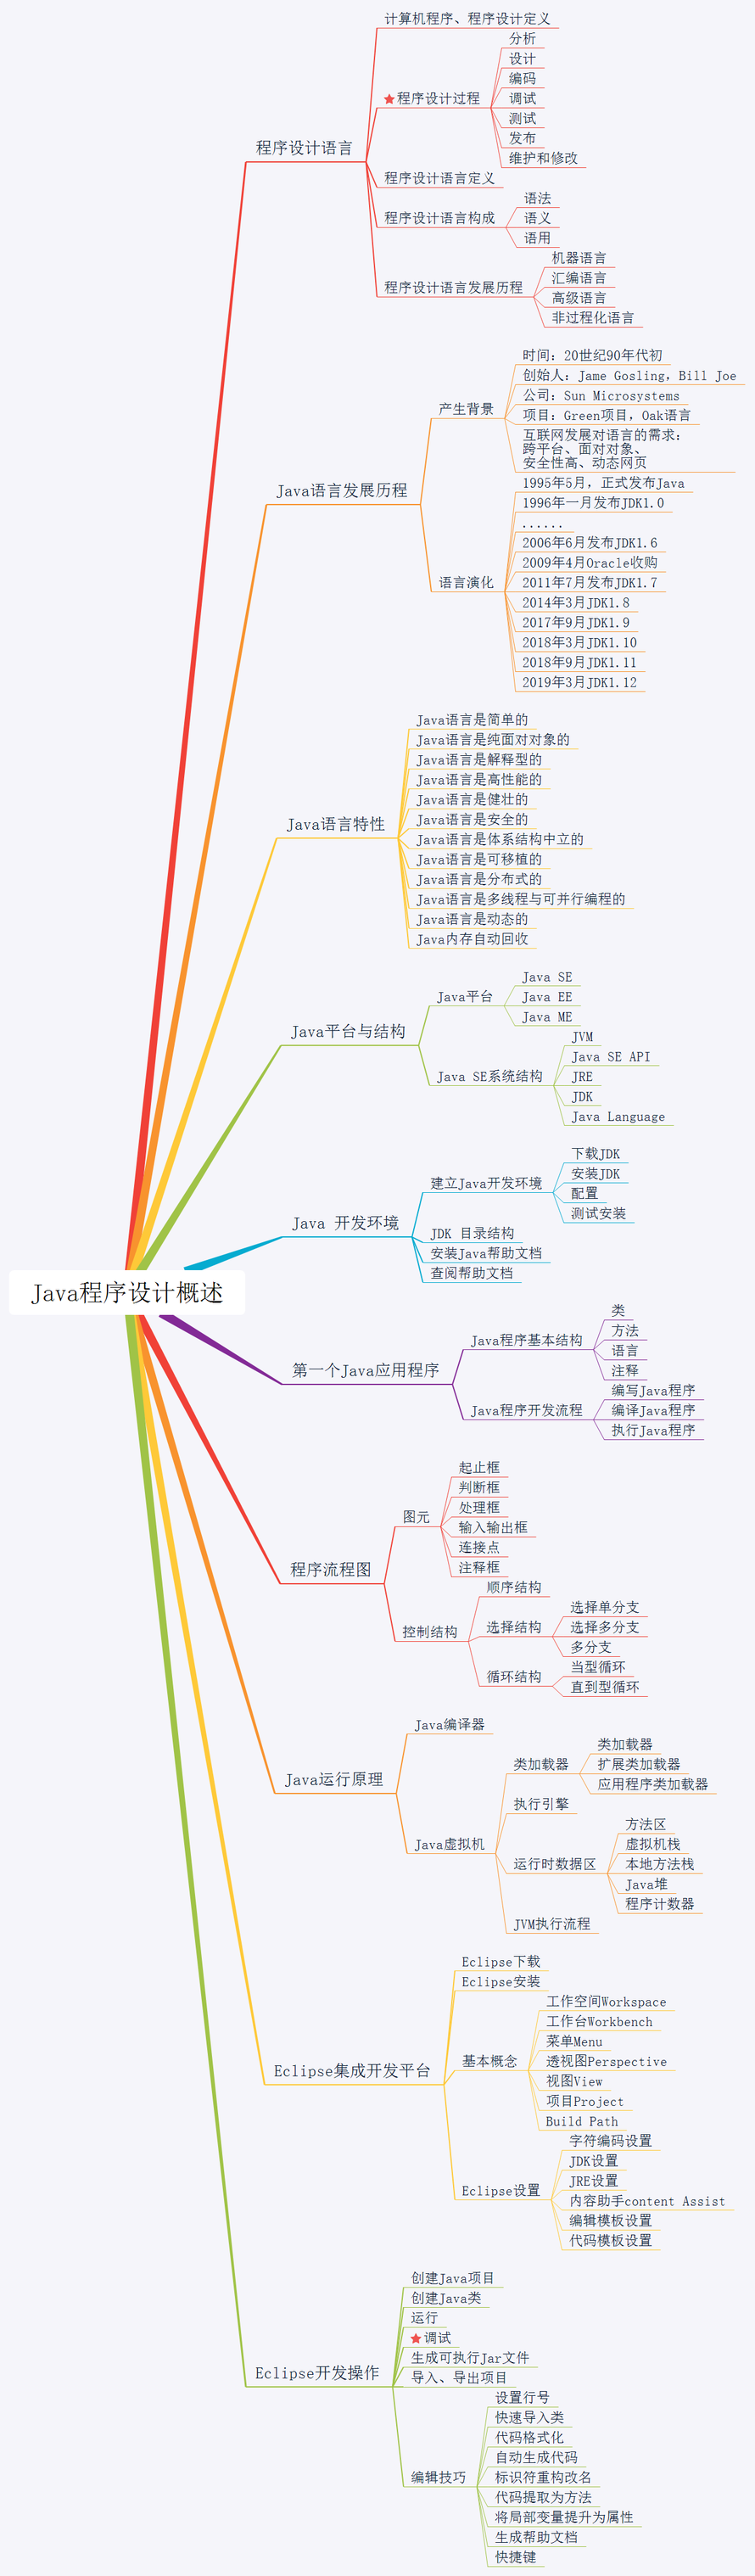 计算机程序、程序设计定义
分析
设计
编码
★程序设计过程
调试
测试
发布
维护和修改
程序设计语言
程序设计语言定义
语法
程序设计语言构成
语义
语用
机器语言
汇编语言
程序设计语言发展历程
高级语言
非过程化语言
时间: 20世纪90年代初
创始人: Jame Gosling, Bill Joe
公司: Sun Microsystems
产生背景
项目: Green项目, Oak语言
互联网发展对语言的需求:
跨平台、面对对象、
安全性高、动态网页
Java语言发展历程
1995年5月, 正式发布Java
1996年一月发布JDK1.0
......
2006年6月发布JDK1.6
2009年4月Oracle收购
语言演化
2011年7月发布JDK1.7
2014年3月JDK1.8
2017年9月JDK1.9
2018年3月JDK1.10
2018年9月JDK1.11
2019年3月JDK1.12
Java语言是简单的
Java语言是纯面对对象的
Java语言是解释型的
Java语言是高性能的
Java语言是健壮的
Java语言特性
Java语言是安全的
Java语言是体系结构中立的
Java语言是可移植的
Java语言是分布式的
Java语言是多线程与可并行编程的
Java语言是动态的
Java内存自动回收
Java SE
Java平台
Java EE
Java ME
Java平台与结构
JVM
Java SE API
Java SE系统结构
JRE
JDK
Java Language
下载JDK
安装JDK
建立Java开发环境
配置
测试安装
Java 开发环境
JDK 目录结构
安装Java帮助文档
查阅帮助文档
Java程序设计概述
类
方法
Java程序基本结构
语言
注释
第一个Java应用程序
编写Java程序
Java程序开发流程
编译Java程序
执行Java程序
起止框
判断框
图元
处理框
输入输出框
连接点
注释框
程序流程图
顺序结构
选择单分支
控制结构
选择结构
选择多分支
多分支
当型循环
循环结构
直到型循环
Java编译器
类加载器
类加载器
扩展类加载器
应用程序类加载器
Java运行原理
执行引擎
方法区
Java虚拟机
虚拟机栈
运行时数据区
本地方法栈
Java堆
程序计数器
JVM执行流程
Eclipse下载
Eclipse安装
工作空间Workspace
工作台Workbench
菜单Menu
基本概念
透视图Perspective
视图View
项目Project
Build Path
Eclipse集成开发平台
字符编码设置
JDK设置
Eclipse设置
JRE设置
内容助手content Assist
编辑模板设置
代码模板设置
创建Java项目
创建Java类
运行
★调试
生成可执行Jar文件
Eclipse开发操作
导入、导出项目
设置行号
快速导入类
代码格式化
自动生成代码
编辑技巧
标识符重构改名
代码提取为方法
将局部变量提升为属性
生成帮助文档
快捷键